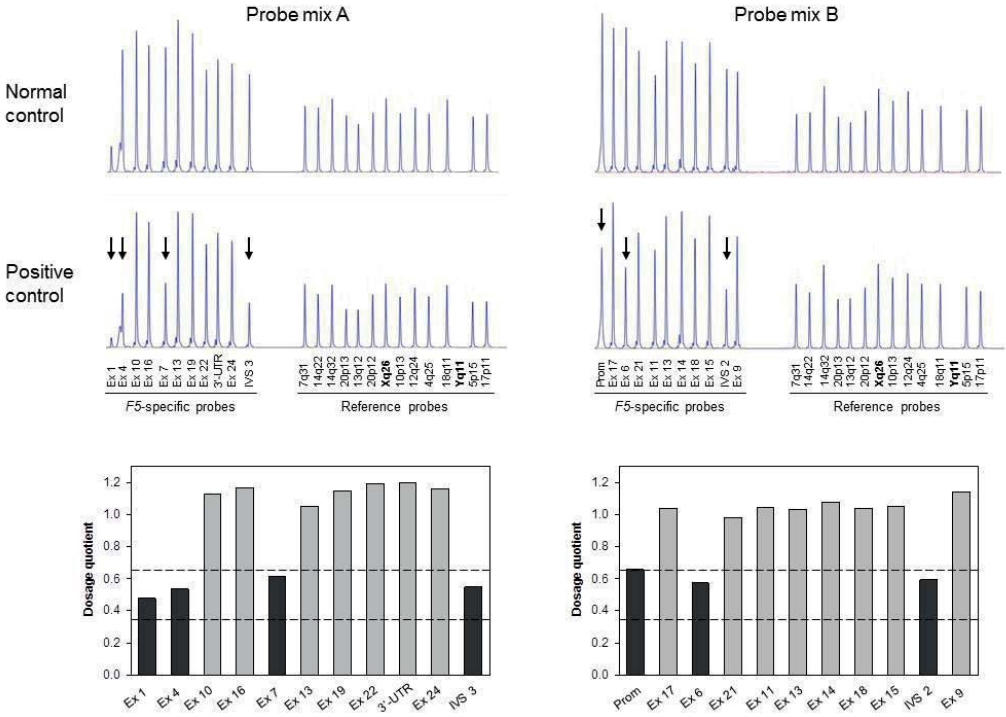 Probe mix A
Probe mix B
Normal control
Positive control
Ex 1
Ex 4
Ex 10
Ex 16
Ex 7
Ex 13
Ex 19
Ex 22
3'-UTR
Ex 24
IVS 3
7q31
14q22
14q32
20p13
13q12
20p12
Xq26
10p13
12q24
4q25
18q11
Yq11
5p15
17p11
F5-specific probes
Reference probes
Prom
Ex 17
Ex 6
Ex 21
Ex 11
Ex 13
Ex 14
Ex 18
Ex 15
IVS 2
Ex 9
7q31
14q22
14q32
20p13
13q12
20p12
Xq26
10p13
12q24
4q25
18q11
Yq11
5p15
17p11
F5-specific probes
Reference probes
Dosage quotient
1.2
1.0
0.8
0.6
0.4
0.2
0.0
Ex 1
Ex 4
Ex 10
Ex 16
Ex 7
Ex 13
Ex 19
Ex 22
3'-UTR
Ex 24
IVS 3
Dosage quotient
1.2
1.0
0.8
0.6
0.4
0.2
0.0
Prom
Ex 17
Ex 6
Ex 21
Ex 11
Ex 13
Ex 14
Ex 18
Ex 15
IVS 2
Ex 9